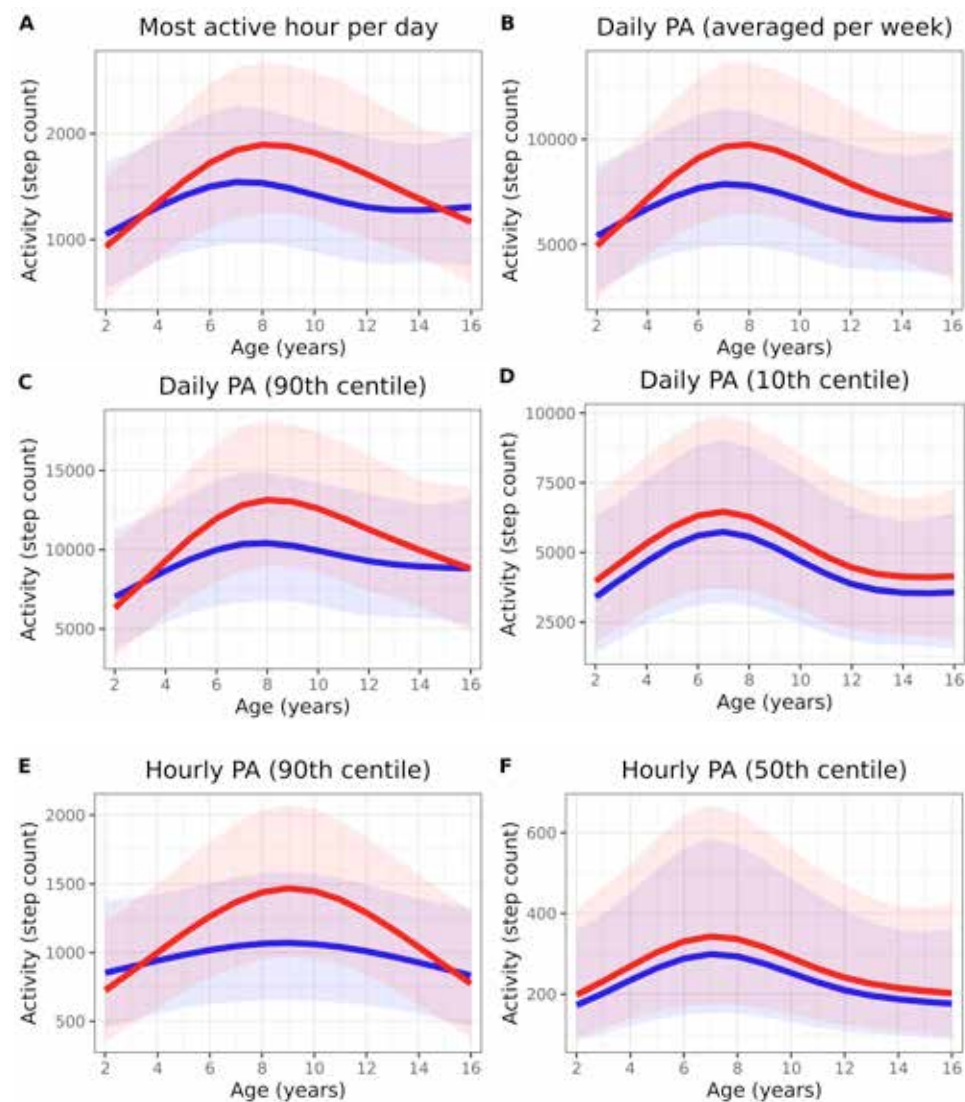 A Most active hour per day
Activity (step count)
2000
1000
2 4 6 8 10 12 14 16
Age (years)
B Daily PA (averaged per week)
Activity (step count)
10000
5000
2 4 6 8 10 12 14 16
Age (years)
C Daily PA (90th centile)
Activity (step count)
15000
10000
5000
2 4 6 8 10 12 14 16
Age (years)
D Daily PA (10th centile)
Activity (step count)
10000
7500
5000
2500
2 4 6 8 10 12 14 16
Age (years)
E Hourly PA (90th centile)
Activity (step count)
2000
1500
1000
500
2 4 6 8 10 12 14 16
Age (years)
F Hourly PA (50th centile)
Activity (step count)
600
400
200
2 4 6 8 10 12 14 16
Age (years)